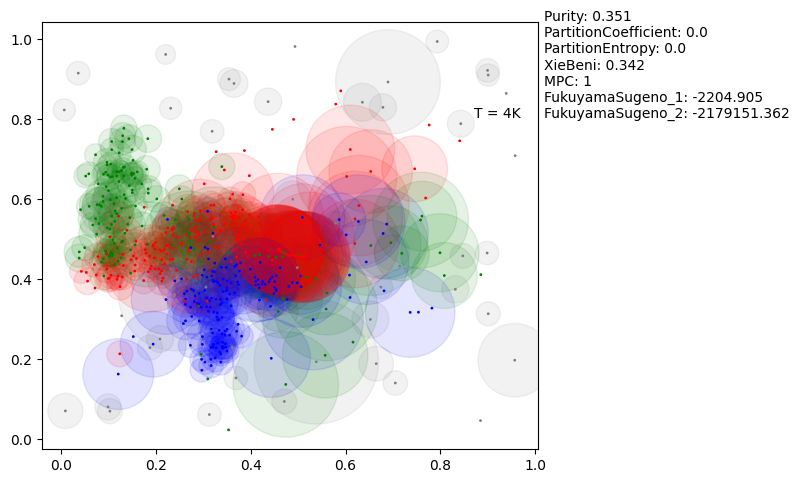 Purity: 0.351
PartitionCoefficient: 0.0
PartitionEntropy: 0.0
XieBeni: 0.342
MPC: 1
FukuyamaSugeno_1: -2204.905
FukuyamaSugeno_2: -2179151.362
T = 4K
1.0
0.8
0.6
0.4
0.2
0.0
0.0 0.2 0.4 0.6 0.8 1.0